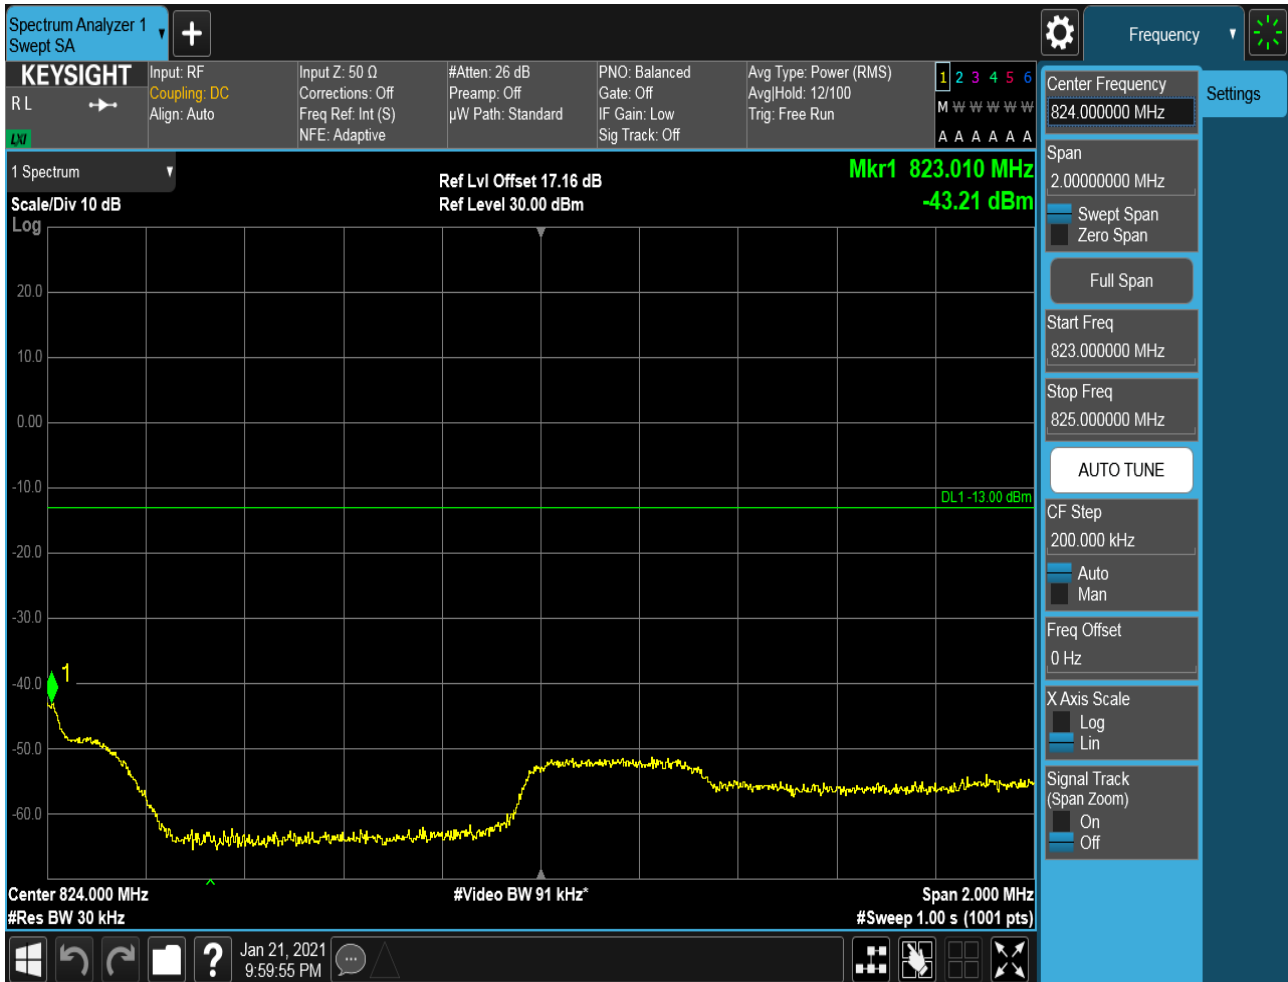 Spectrum Analyzer 1
Swept SA
Frequency
KEYSIGHT
R L
LXI
Input: RF
Coupling: DC
Align: Auto
Input Z: 50 Ω
Corrections: Off
Freq Ref: Int (S)
NFE: Adaptive
#Atten: 26 dB
Preamp: Off
µW Path: Standard
PNO: Balanced
Gate: Off
IF Gain: Low
Sig Track: Off
Avg Type: Power (RMS)
Avg|Hold: 12/100
Trig: Free Run
1 2 3 4 5 6
M W W W W W
A A A A A A
1 Spectrum
Scale/Div 10 dB
Log
Ref Lvl Offset 17.16 dB
Ref Level 30.00 dBm
Mkr1 823.010 MHz
-43.21 dBm
20.0
10.0
0.00
-10.0
DL1 -13.00 dBm
-20.0
-30.0
-40.0
1
-50.0
-60.0
Center 824.000 MHz
#Res BW 30 kHz
#Video BW 91 kHz*
Span 2.000 MHz
#Sweep 1.00 s (1001 pts)
Jan 21, 2021
9:59:55 PM
Center Frequency
824.000000 MHz
Settings
Span
2.00000000 MHz
Swept Span
Zero Span
Full Span
Start Freq
823.000000 MHz
Stop Freq
825.000000 MHz
AUTO TUNE
CF Step
200.000 kHz
Auto
Man
Freq Offset
0 Hz
X Axis Scale
Log
Lin
Signal Track
(Span Zoom)
On
Off